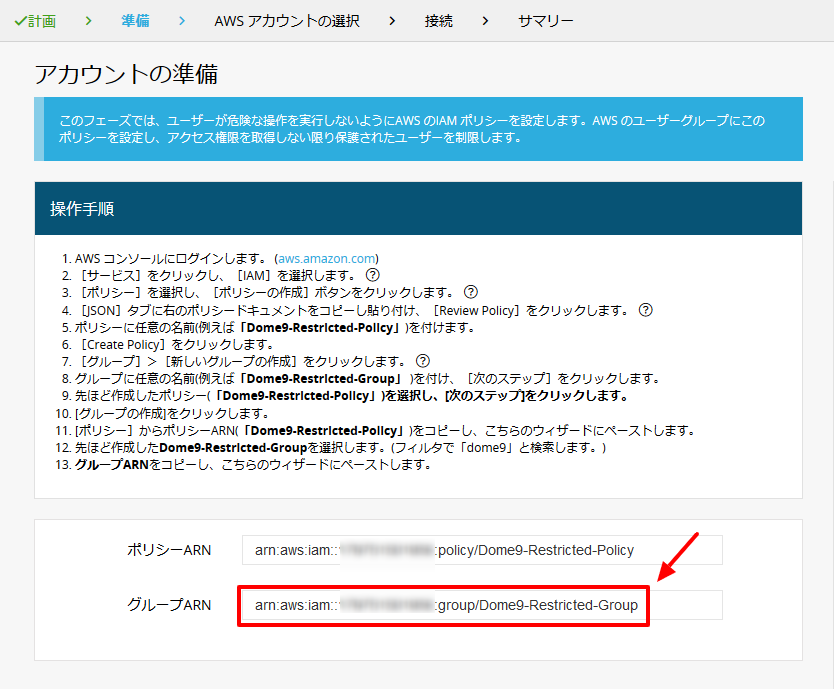 計画 > 準備 > AWS アカウントの選択 > 接続 > サマリー
アカウントの準備
このフェーズでは、ユーザーが危険な操作を実行しないようにAWS のIAM ポリシーを設定します。AWS のユーザーグループにこの
ポリシーを設定し、アクセス権限を取得しない限り保護されたユーザーを制限します。
操作手順
1. AWS コンソールにログインします。 (aws.amazon.com)
2. ［サービス］をクリックし、［IAM］を選択します。 ?
3. ［ポリシー］を選択し、［ポリシーの作成］ボタンをクリックします。 ?
4. ［JSON］タブに右のポリシードキュメントをコピーし貼り付け、［Review Policy］をクリックします。 ?
5. ポリシーに任意の名前(例えば「Dome9-Restricted-Policy」)を付けます。
6. ［Create Policy］をクリックします。
7. ［グループ］＞［新しいグループの作成］をクリックします。 ?
8. グループに任意の名前(例えば「Dome9-Restricted-Group」 )を付け、［次のステップ］をクリックします。
9. 先ほど作成したポリシー(「Dome9-Restricted-Policy」)を選択し、[次のステップ]をクリックします。
10. [グループの作成]をクリックします。
11. [ポリシー］からポリシーARN(「Dome9-Restricted-Policy」)をコピーし、こちらのウィザードにペーストします。
12. 先ほど作成したDome9-Restricted-Groupを選択します。(フィルタで「dome9」と検索します。)
13. グループARNをコピーし、こちらのウィザードにペーストします。
ポリシーARN arn:aws:iam:: :policy/Dome9-Restricted-Policy
グループARN arn:aws:iam:: :group/Dome9-Restricted-Group